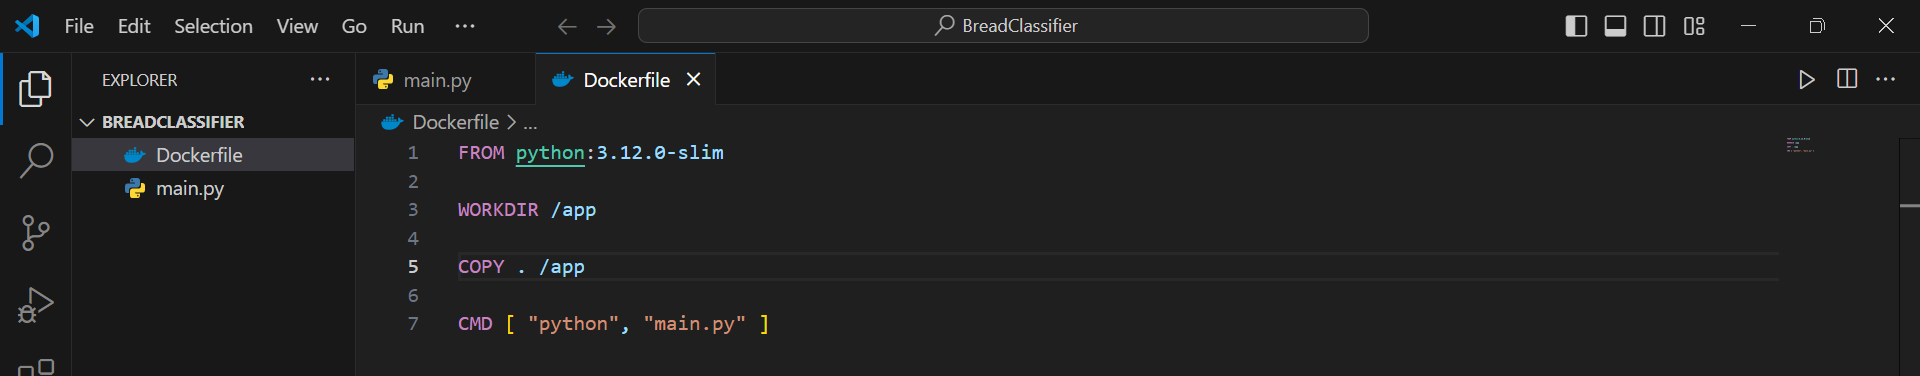 File Edit Selection View Go Run ··· BreadClassifier
EXPLORER ···
BREADCLASSIFIER
Dockerfile
main.py
main.py Dockerfile
Dockerfile > ...
1 FROM python:3.12.0-slim
2
3 WORKDIR /app
4
5 COPY . /app
6
7 CMD [ "python", "main.py" ]